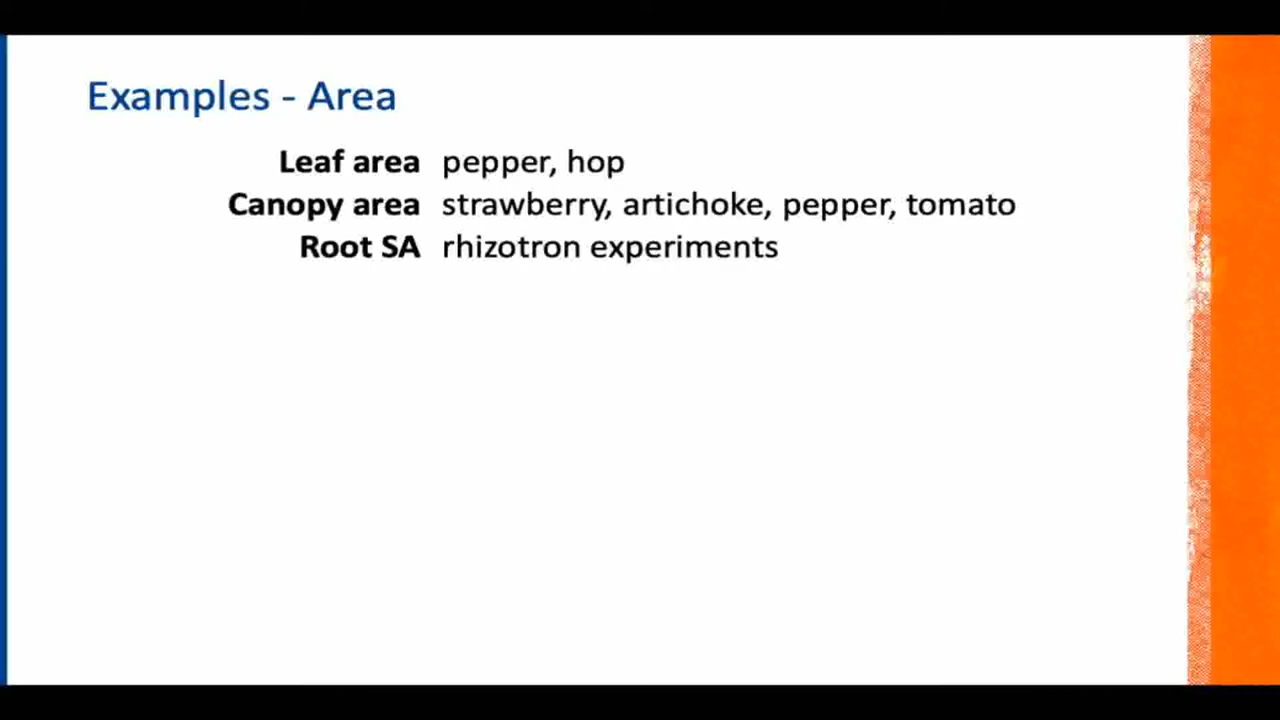 Examples - Area
Leaf area pepper, hop
Canopy area strawberry, artichoke, pepper, tomato
Root SA rhizotron experiments